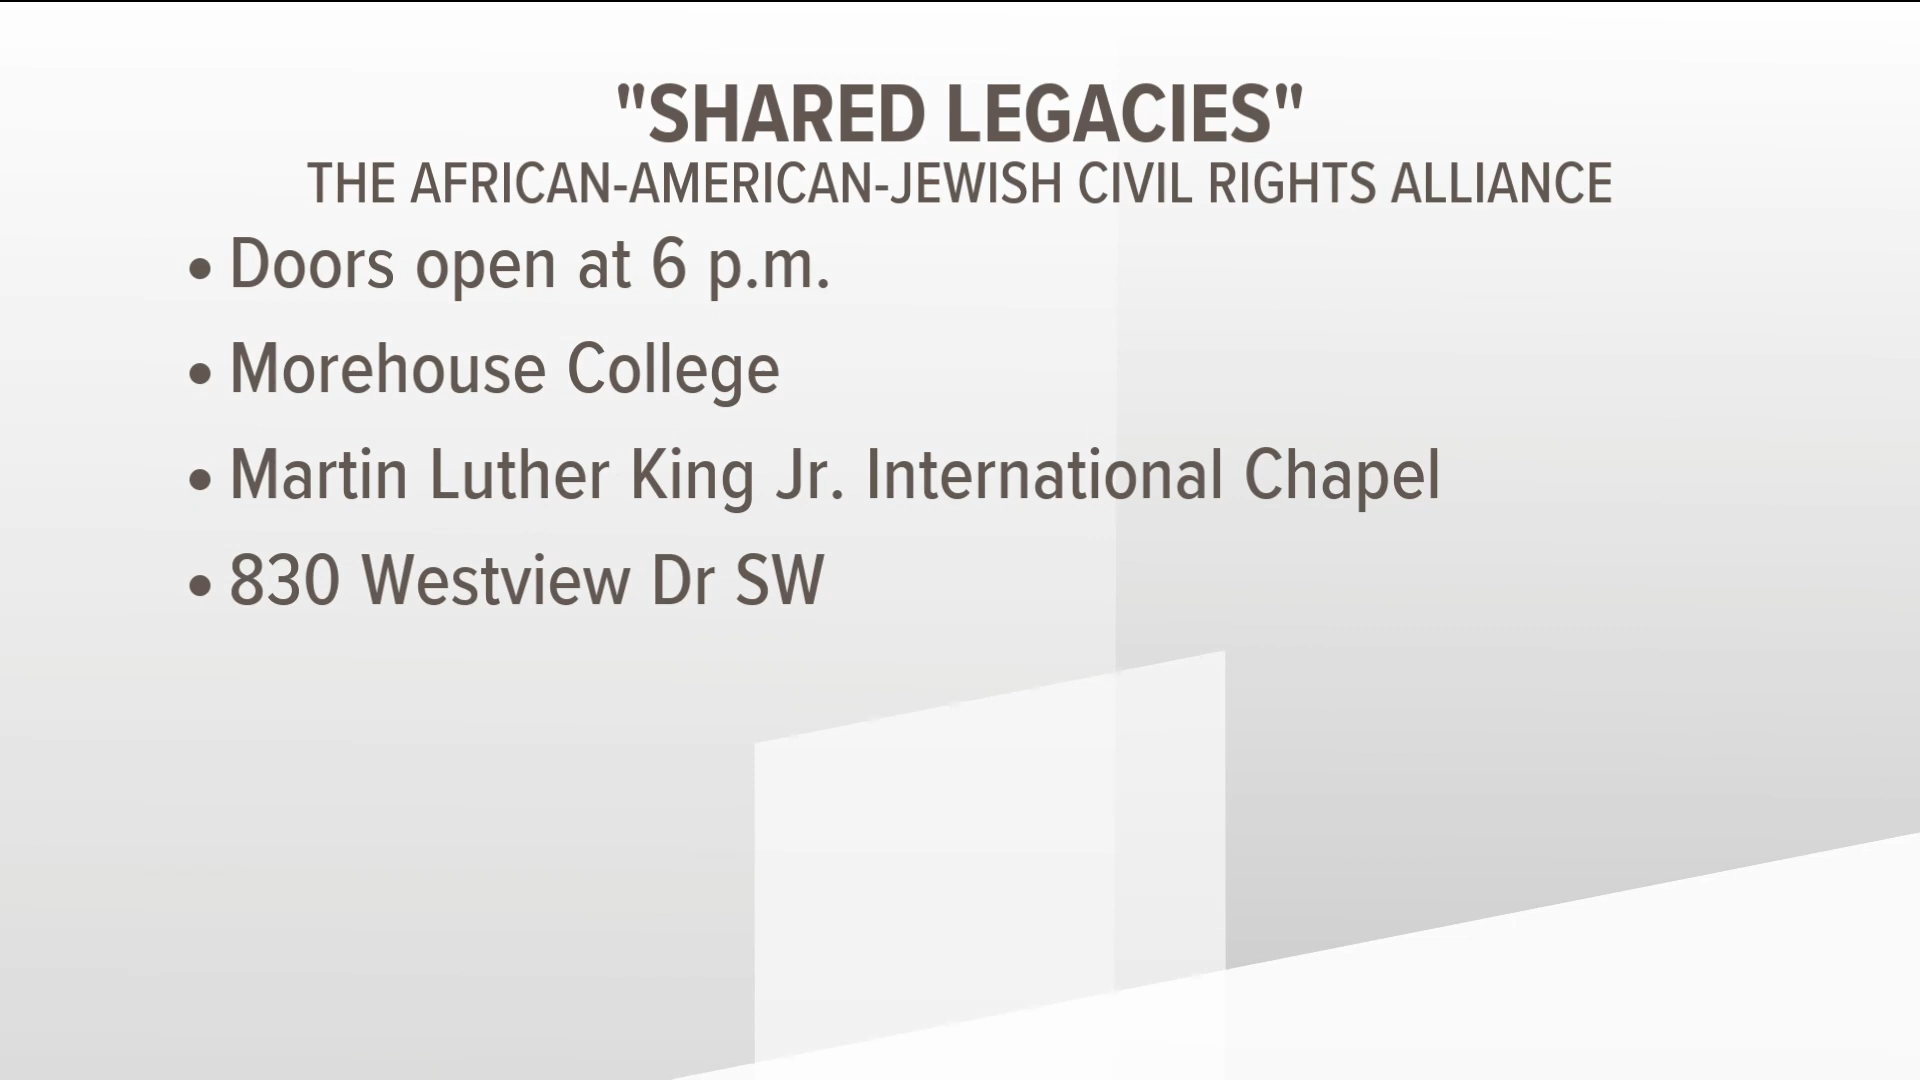 "SHARED LEGACIES"
THE AFRICAN-AMERICAN-JEWISH CIVIL RIGHTS ALLIANCE
• Doors open at 6 p.m.
• Morehouse College
• Martin Luther King Jr. International Chapel
• 830 Westview Dr SW